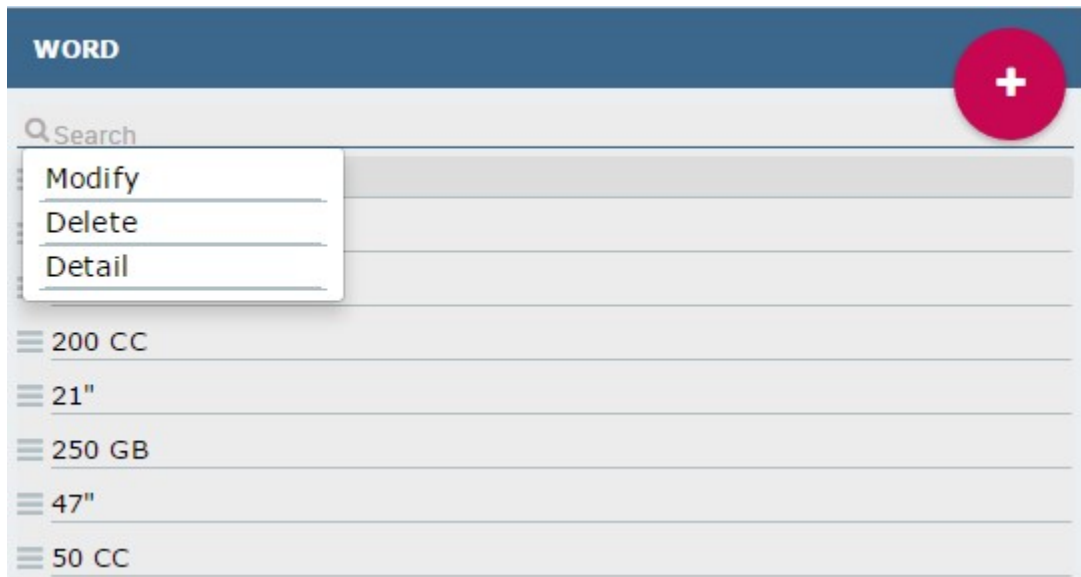 WORD
Search
Modify
Delete
Detail
200 CC
21"
250 GB
47"
50 CC